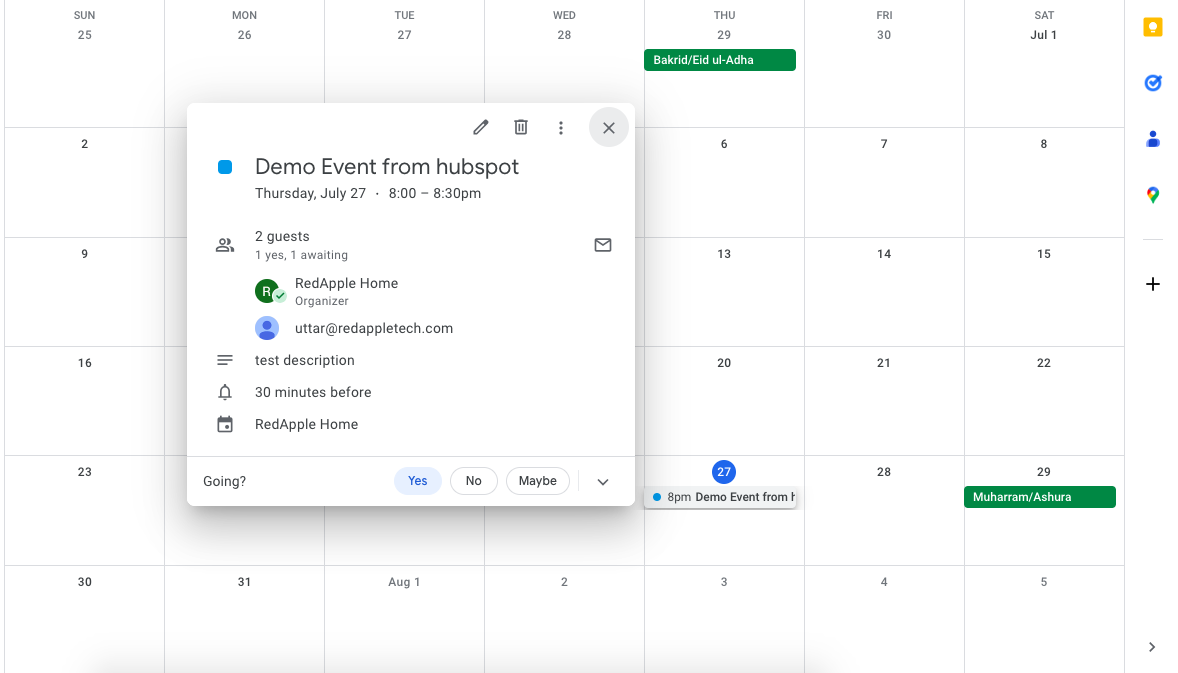 SUN MON TUE WED THU FRI SAT
25 26 27 28 29 30 Jul 1
Bakrid/Eid ul-Adha
2 6 7 8
Demo Event from hubspot
Thursday, July 27 · 8:00 – 8:30pm
2 guests
1 yes, 1 awaiting
R
RedApple Home
Organizer
uttar@redappletech.com
test description
30 minutes before
RedApple Home
Going? Yes No Maybe
9 13 14 15
16 20 21 22
23 27 28 29
8pm Demo Event from h
Muharram/Ashura
30 31 Aug 1 2 3 4 5